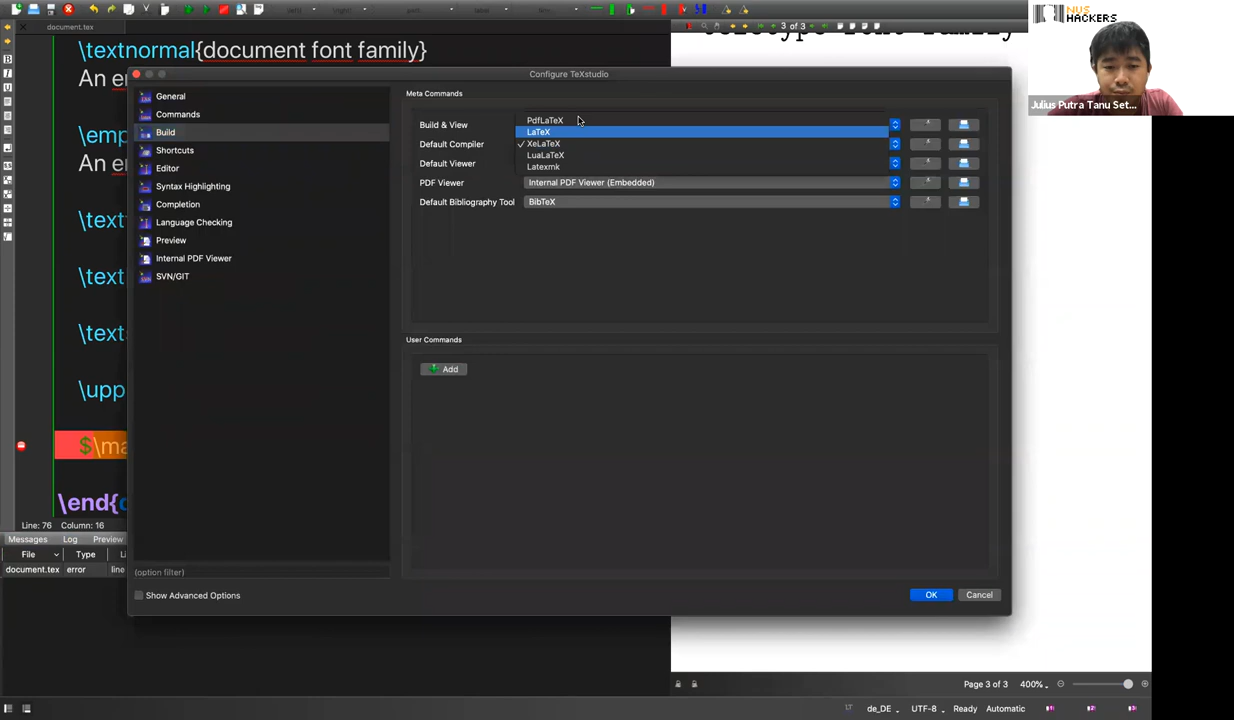 document.tex
3 of 3
NUS
HACKERS
Julius Putra Tanu Set...
\textnormal{document font family}
Configure TeXstudio
General
Commands
Build
Shortcuts
Editor
Syntax Highlighting
Completion
Language Checking
Preview
Internal PDF Viewer
SVN/GIT
(option filter)
Show Advanced Options
Meta Commands
Build & View
PdfLaTeX
LaTeX
Default Compiler
✓ XeLaTeX
Default Viewer
LuaLaTeX
Latexmk
PDF Viewer
Internal PDF Viewer (Embedded)
Default Bibliography Tool
BibTeX
User Commands
Add
OK
Cancel
An e
\emp
An e
\text
\text
\text
\upp
$\ma
\end{d
Line: 76 Column: 16
Messages Log Preview
File Type Li
document.tex error line
Page 3 of 3 400%
de_DE UTF-8 Ready Automatic